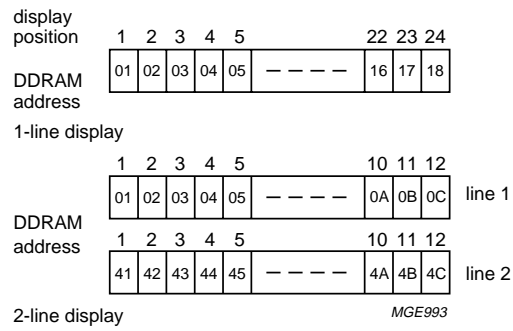 display
position 1 2 3 4 5 22 23 24
DDRAM
address
01 02 03 04 05 – – – – 16 17 18
1-line display
1 2 3 4 5 10 11 12
01 02 03 04 05 – – – – 0A 0B 0C line 1
DDRAM
address
1 2 3 4 5 10 11 12
41 42 43 44 45 – – – – 4A 4B 4C line 2
2-line display
MGE993